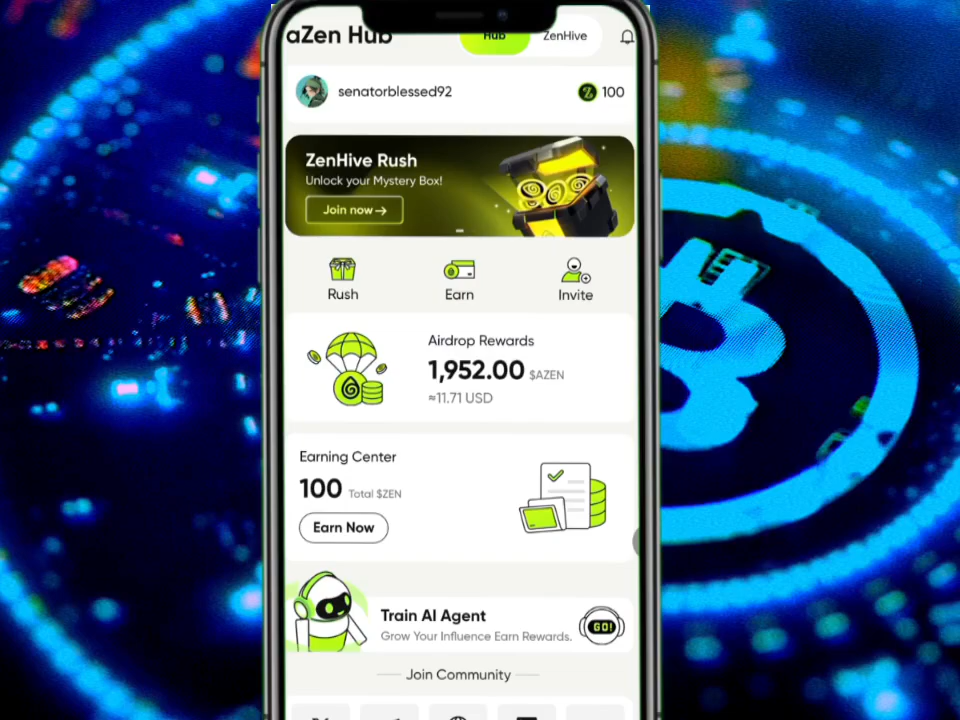 aZen Hub
Hub
ZenHive
senatorblessed92
100
ZenHive Rush
Unlock your Mystery Box!
Join now→
Rush
Earn
Invite
Airdrop Rewards
1,952.00 $AZEN
≈11.71 USD
Earning Center
100 Total $ZEN
Earn Now
Train AI Agent
Grow Your Influence Earn Rewards.
GO!
Join Community